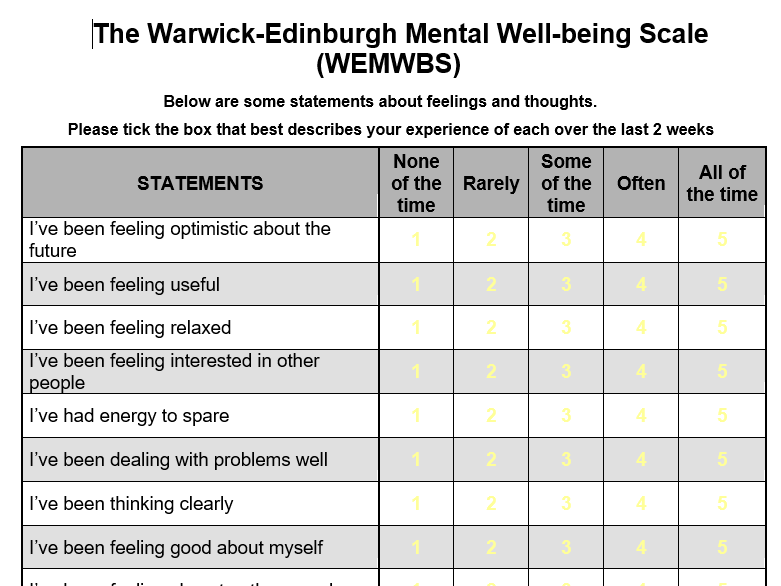 The Warwick-Edinburgh Mental Well-being Scale
(WEMWBS)
Below are some statements about feelings and thoughts.
Please tick the box that best describes your experience of each over the last 2 weeks
STATEMENTS None of the time Rarely Some of the time Often All of the time
I've been feeling optimistic about the
future 1 2 3 4 5
I've been feeling useful 1 2 3 4 5
I've been feeling relaxed 1 2 3 4 5
I've been feeling interested in other
people 1 2 3 4 5
I've had energy to spare 1 2 3 4 5
I've been dealing with problems well 1 2 3 4 5
I've been thinking clearly 1 2 3 4 5
I've been feeling good about myself 1 2 3 4 5